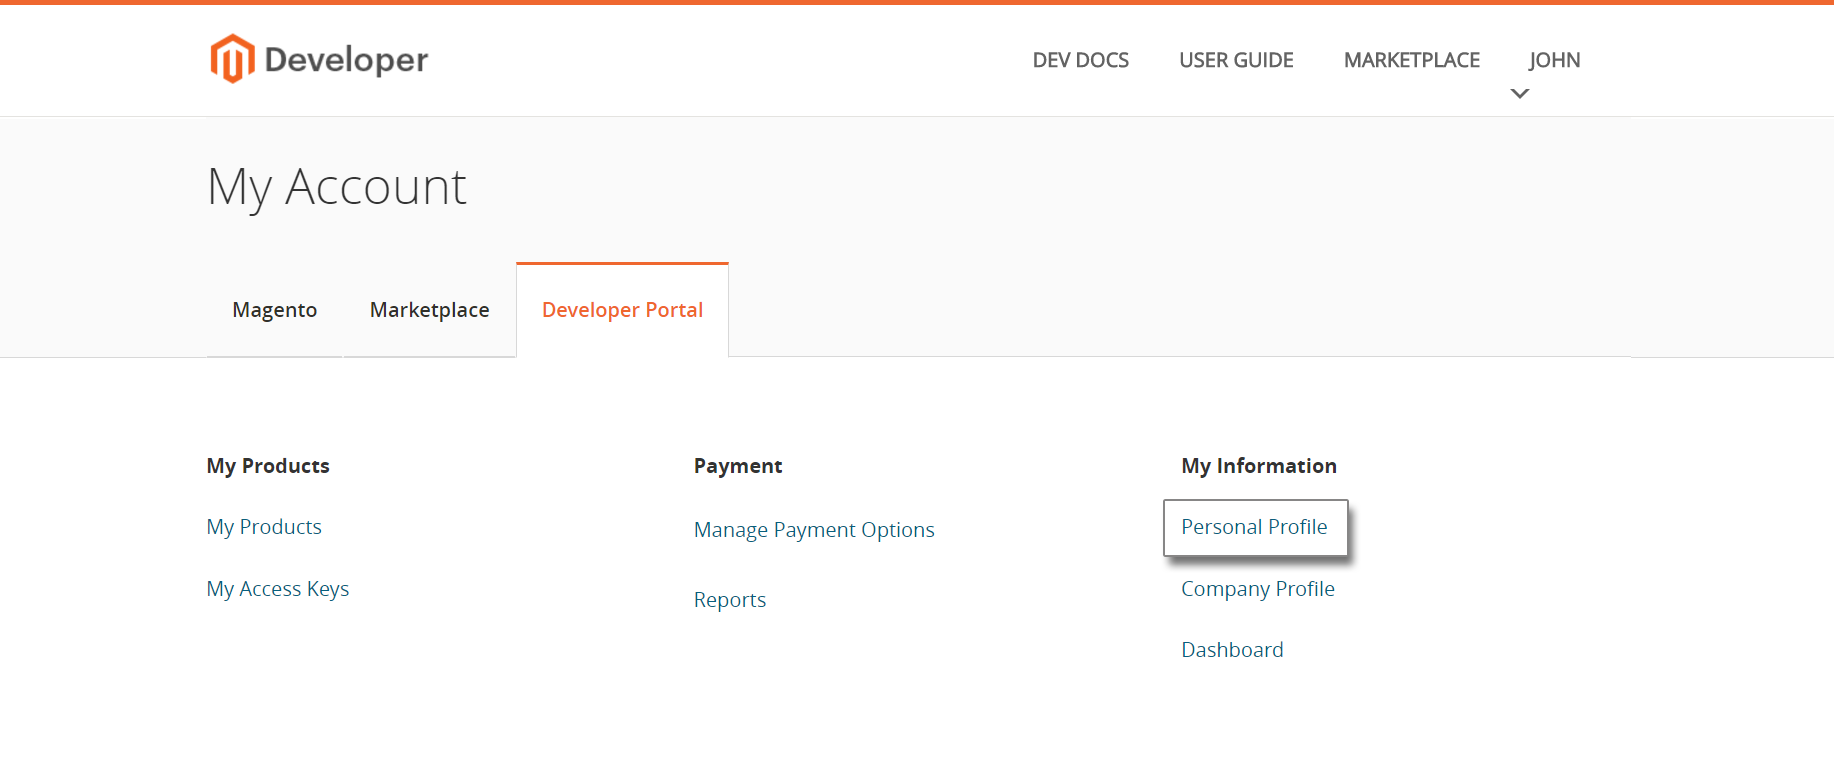 Developer
DEV DOCS USER GUIDE MARKETPLACE JOHN
My Account
Magento Marketplace Developer Portal
My Products
My Products
My Access Keys
Payment
Manage Payment Options
Reports
My Information
Personal Profile
Company Profile
Dashboard